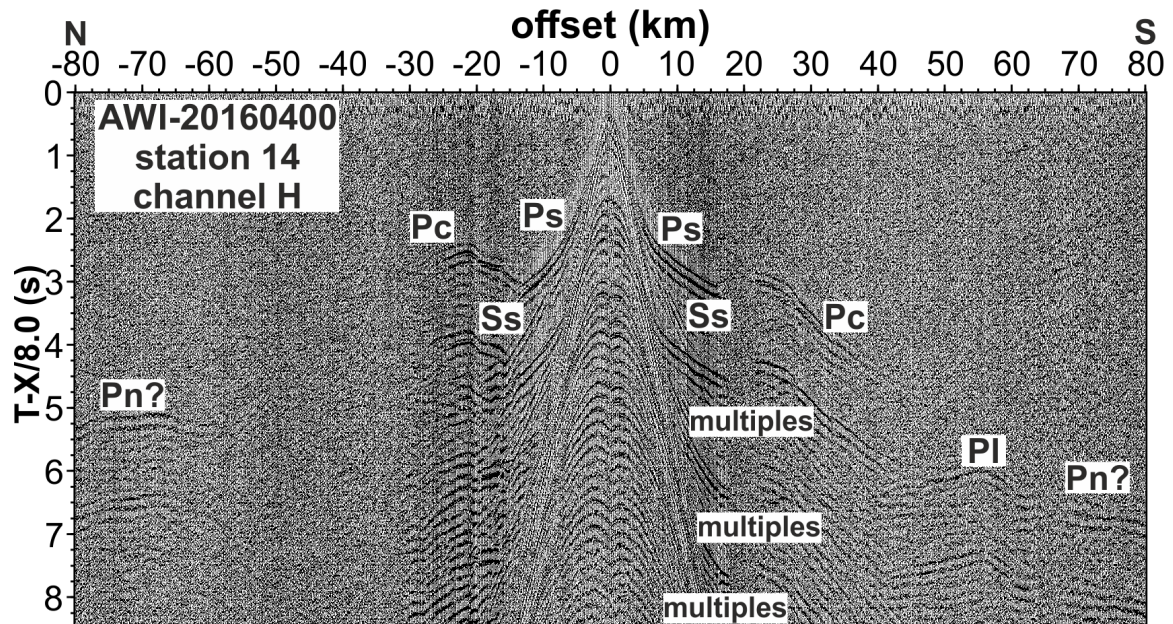 offset (km)
N S
-80 -70 -60 -50 -40 -30 -20 -10 0 10 20 30 40 50 60 70 80
0
AWI-20160400
station 14
channel H
1
2
Pc Ps Ps
3
Ss Ss Pc
4
T-X/8.0 (s)
Pn?
5
multiples
Pl
6
Pn?
7
multiples
8
multiples